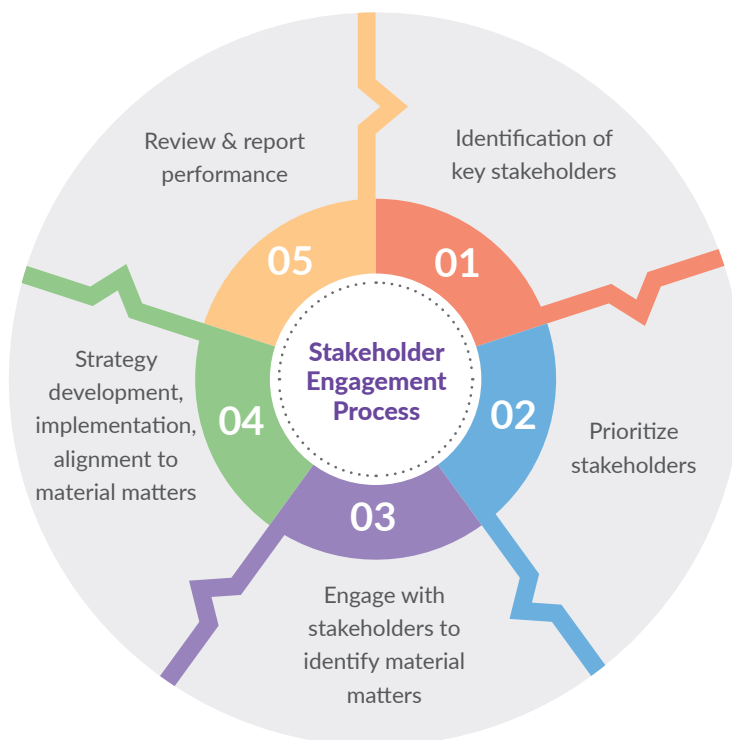 Stakeholder
Engagement
Process
01
Identification of
key stakeholders
02
Prioritize
stakeholders
03
Engage with
stakeholders to
identify material
matters
04
Strategy
development,
implementation,
alignment to
material matters
05
Review & report
performance